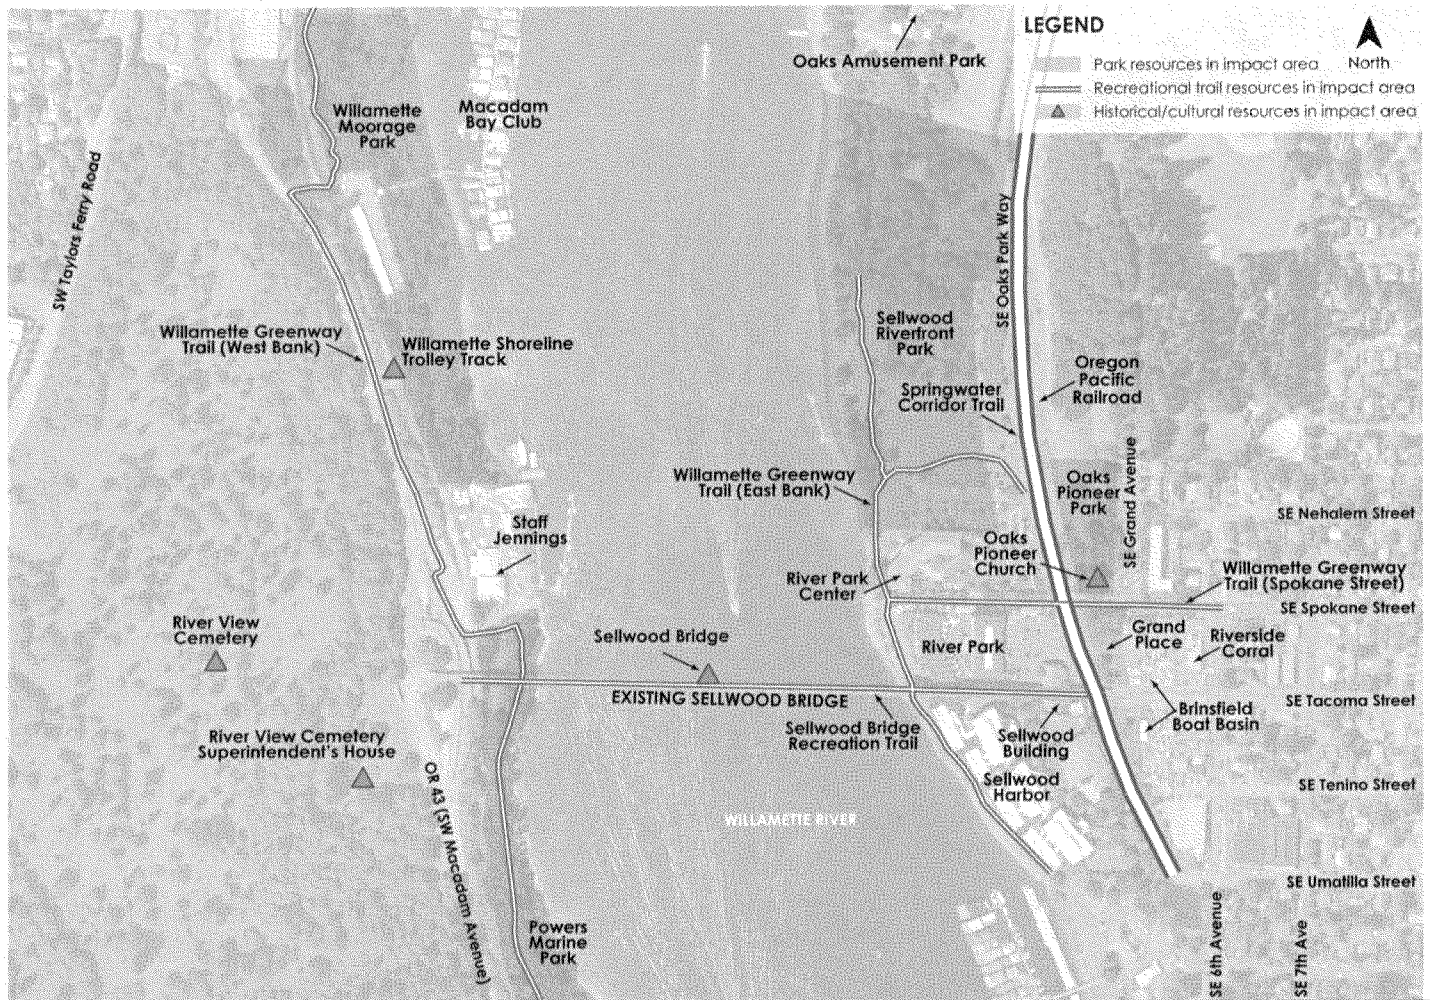 LEGEND
North
Park resources in impact area
Recreational trail resources in impact area
Historical/cultural resources in impact area
Oaks Amusement Park
Willamette
Moorage
Park
Macadam
Bay Club
SW Taylors Ferry Road
SE Oaks Park Way
Willamette Greenway
Trail (West Bank)
Willamette Shoreline
Trolley Track
Sellwood
Riverfront
Park
Springwater
Corridor Trail
Oregon
Pacific
Railroad
Willamette Greenway
Trail (East Bank)
Oaks
Pioneer
Park
SE Grand Avenue
SE Nehalem Street
Staff
Jennings
Oaks
Pioneer
Church
River Park
Center
Willamette Greenway
Trail (Spokane Street)
SE Spokane Street
River View
Cemetery
Sellwood Bridge
River Park
Grand
Place
Riverside
Corral
EXISTING SELLWOOD BRIDGE
SE Tacoma Street
Brinsfield
Boat Basin
Sellwood Bridge
Recreation Trail
Sellwood
Building
River View Cemetery
Superintendent's House
Sellwood
Harbor
SE Tenino Street
OR 43 (SW Macadam Avenue)
WILLAMETTE RIVER
SE Umatilla Street
Powers
Marine
Park
SE 6th Avenue
SE 7th Ave